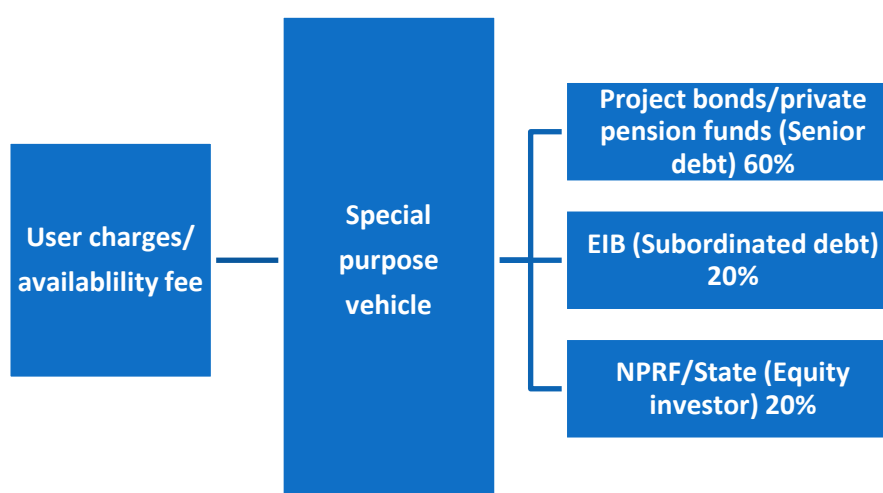 User charges/
availablility fee
Special
purpose
vehicle
Project bonds/private
pension funds (Senior
debt) 60%
EIB (Subordinated debt)
20%
NPRF/State (Equity
investor) 20%